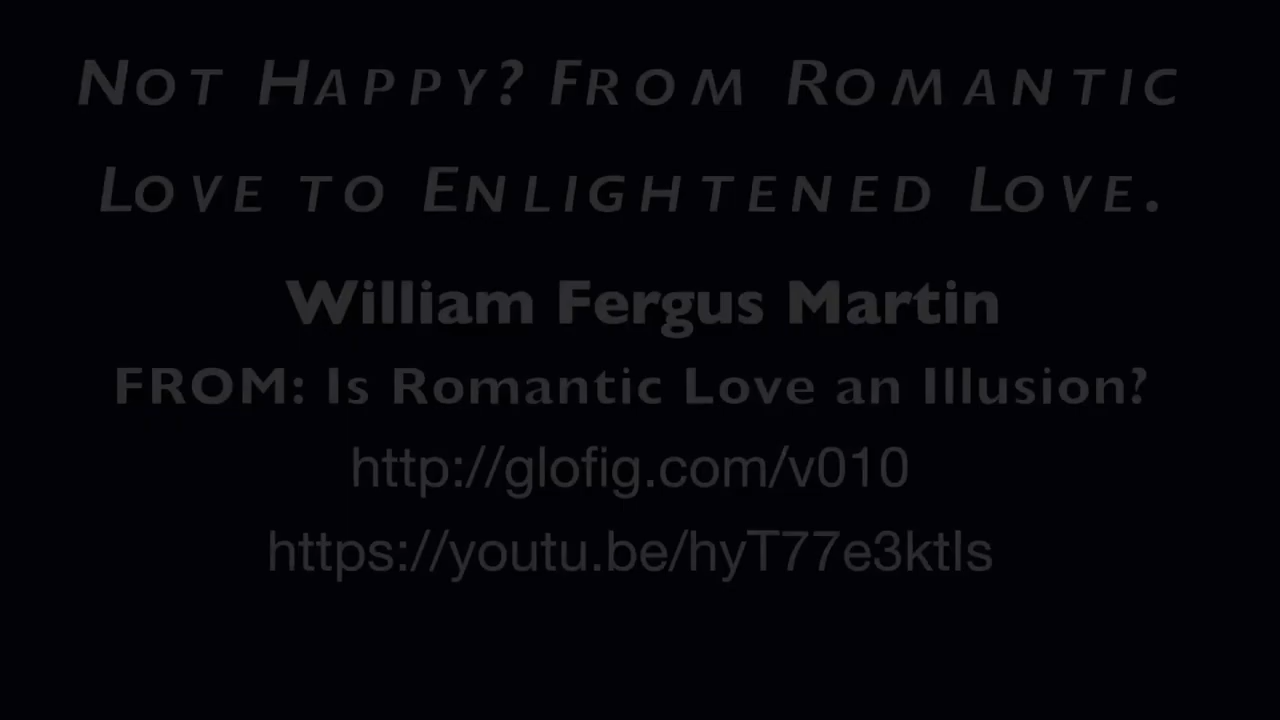 Not Happy? From Romantic
Love to Enlightened Love.
William Fergus Martin
FROM: Is Romantic Love an Illusion?
http://glofig.com/v010
https://youtu.be/hyT77e3ktls